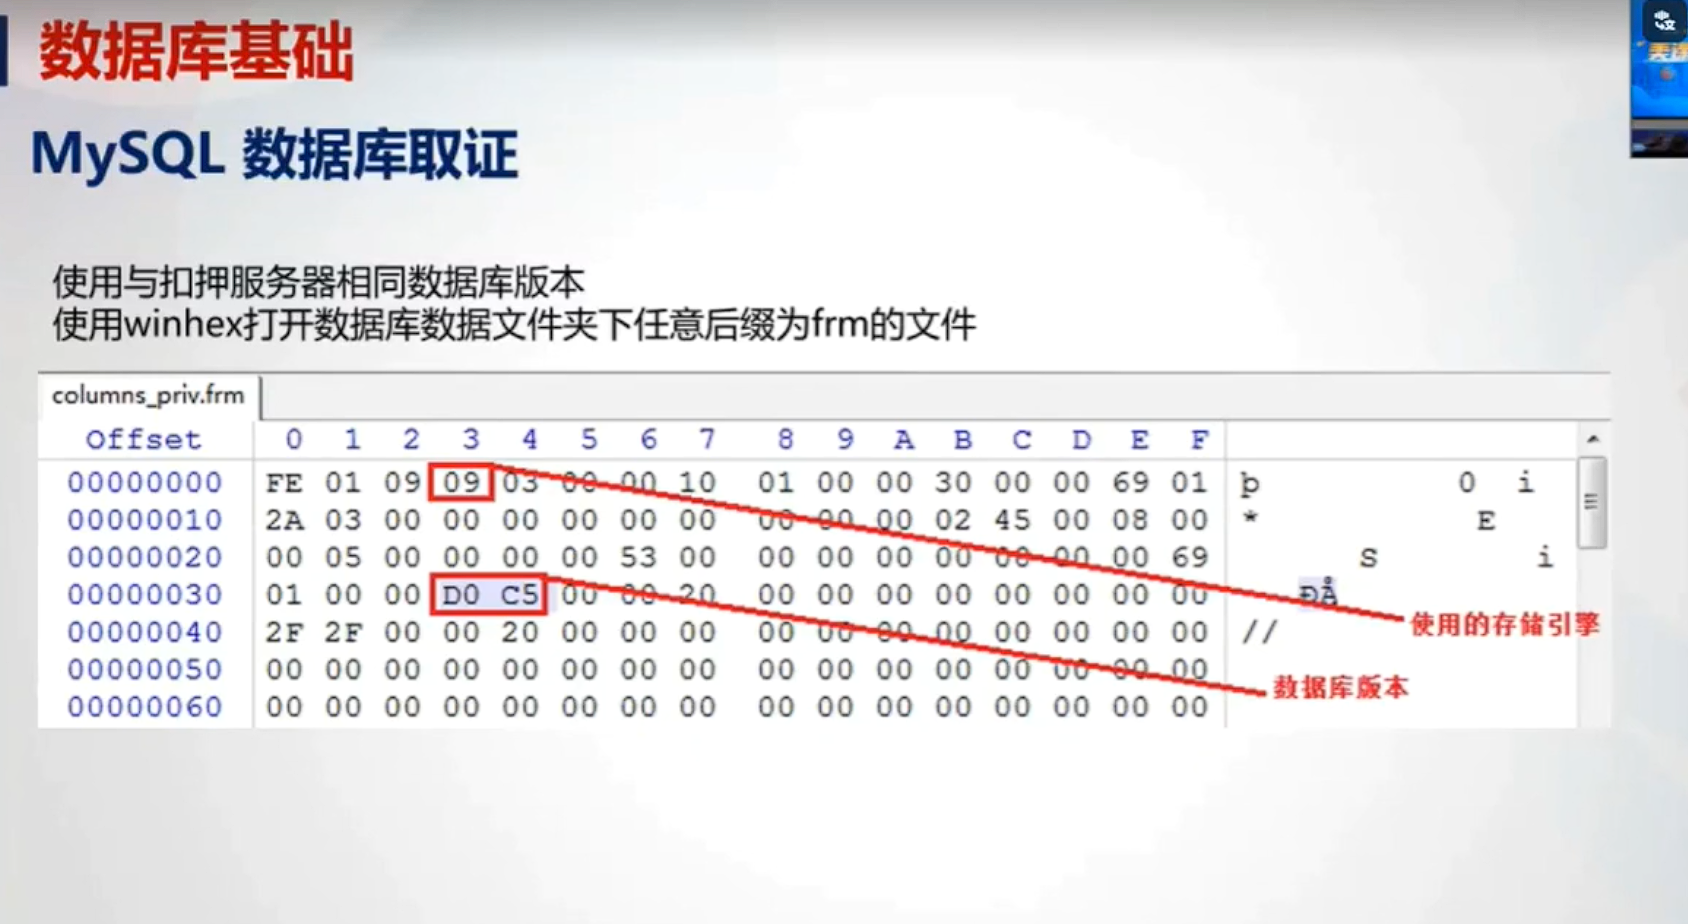 数据库基础
MySQL 数据库取证
使用与扣押服务器相同数据库版本
使用winhex打开数据库数据文件夹下任意后缀为frm的文件
columns_priv.frm
Offset 0 1 2 3 4 5 6 7 8 9 A B C D E F
00000000 FE 01 09 09 03 00 00 10 01 00 00 30 00 00 69 01 þ 0 i
00000010 2A 03 00 00 00 00 00 00 00 00 00 02 45 00 08 00 * E
00000020 00 05 00 00 00 00 53 00 00 00 00 00 00 00 00 69 S i
00000030 01 00 00 D0 C5 00 00 20 00 00 00 00 00 00 00 00 ÐÅ
使用的存储引擎
00000040 2F 2F 00 00 20 00 00 00 00 00 00 00 00 00 00 00 //
00000050 00 00 00 00 00 00 00 00 00 00 00 00 00 00 00 00
数据库版本
00000060 00 00 00 00 00 00 00 00 00 00 00 00 00 00 00 00